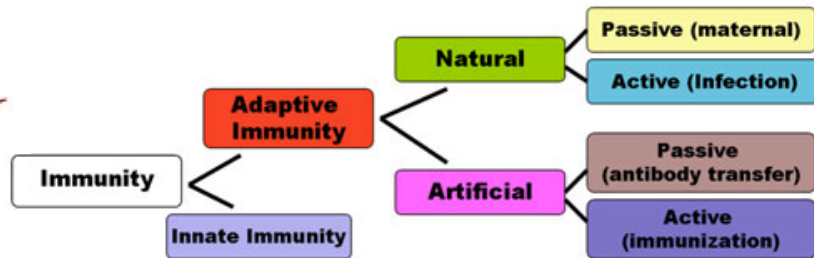 Passive (maternal)
Natural
Active (Infection)
Adaptive
Immunity
Passive
(antibody transfer)
Immunity
Artificial
Active
(immunization)
Innate Immunity